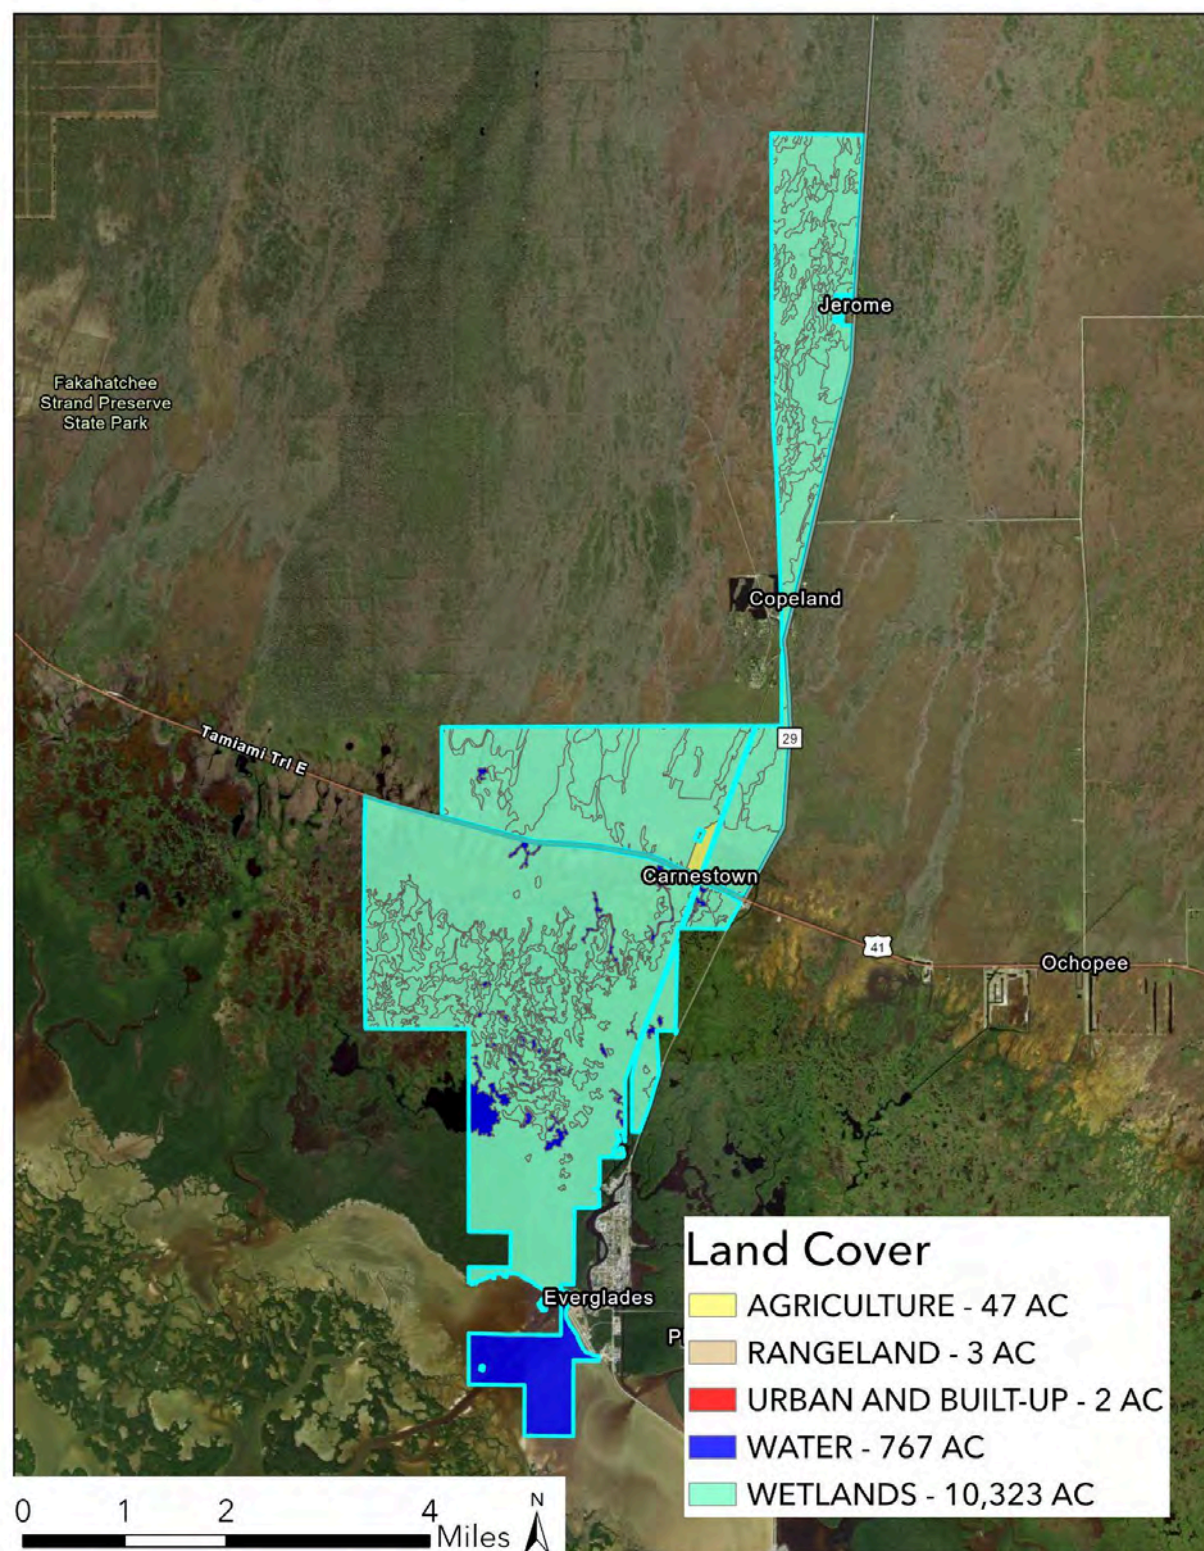 Jerome
Fakahatchee
Strand Preserve
State Park
Copeland
Tamiami Trl E
29
Carnestown
41
Ochopee
Everglades
Land Cover
AGRICULTURE - 47 AC
RANGELAND - 3 AC
URBAN AND BUILT-UP - 2 AC
WATER - 767 AC
WETLANDS - 10,323 AC
0 1 2 4
Miles
N